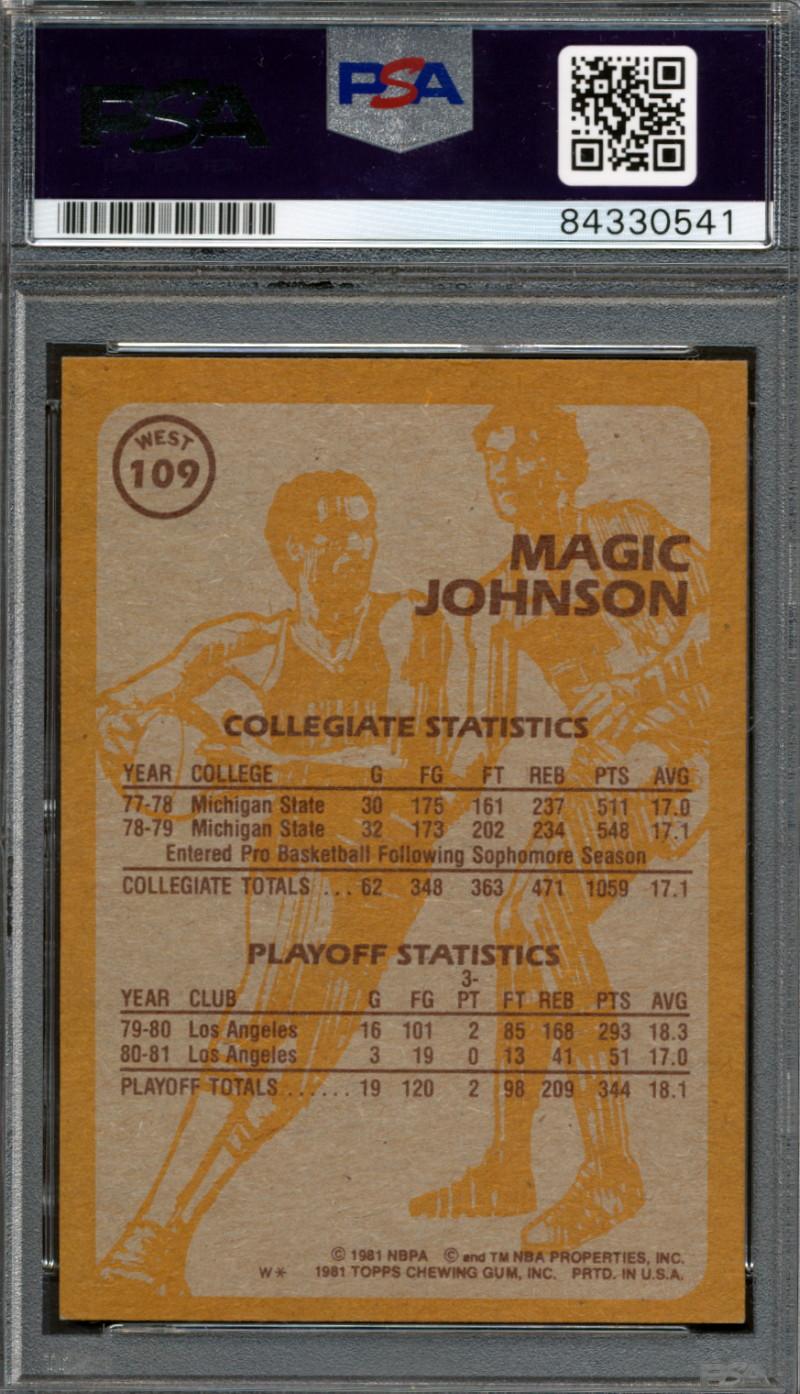 PSA
PSA
84330541
WEST
109
MAGIC
JOHNSON
COLLEGIATE STATISTICS
YEAR COLLEGE G FG FT REB PTS AVG
77-78 Michigan State 30 175 161 237 511 17.0
78-79 Michigan State 32 173 202 234 548 17.1
Entered Pro Basketball Following Sophomore Season
COLLEGIATE TOTALS ... 62 348 363 471 1059 17.1
PLAYOFF STATISTICS
3-
YEAR CLUB G FG PT FT REB PTS AVG
79-80 Los Angeles 16 101 2 85 168 293 18.3
80-81 Los Angeles 3 19 0 13 41 51 17.0
PLAYOFF TOTALS ...... 19 120 2 98 209 344 18.1
© 1981 NBPA © and TM NBA PROPERTIES, INC.
W* 1981 TOPPS CHEWING GUM, INC. PRTD. IN U.S.A.
PSA